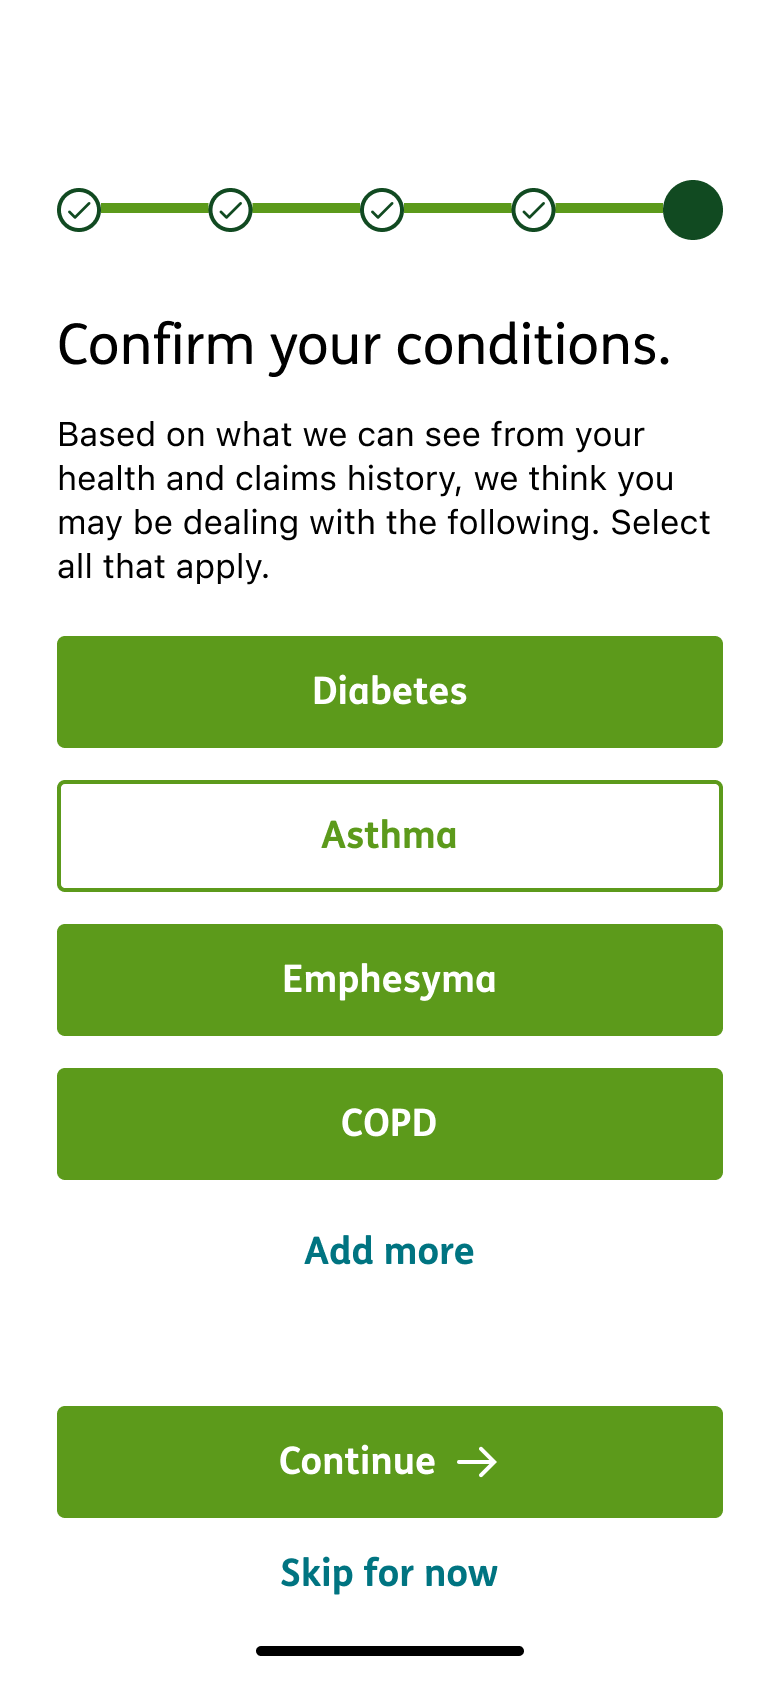 Confirm your conditions.
Based on what we can see from your
health and claims history, we think you
may be dealing with the following. Select
all that apply.
Diabetes
Asthma
Emphesyma
COPD
Add more
Continue →
Skip for now